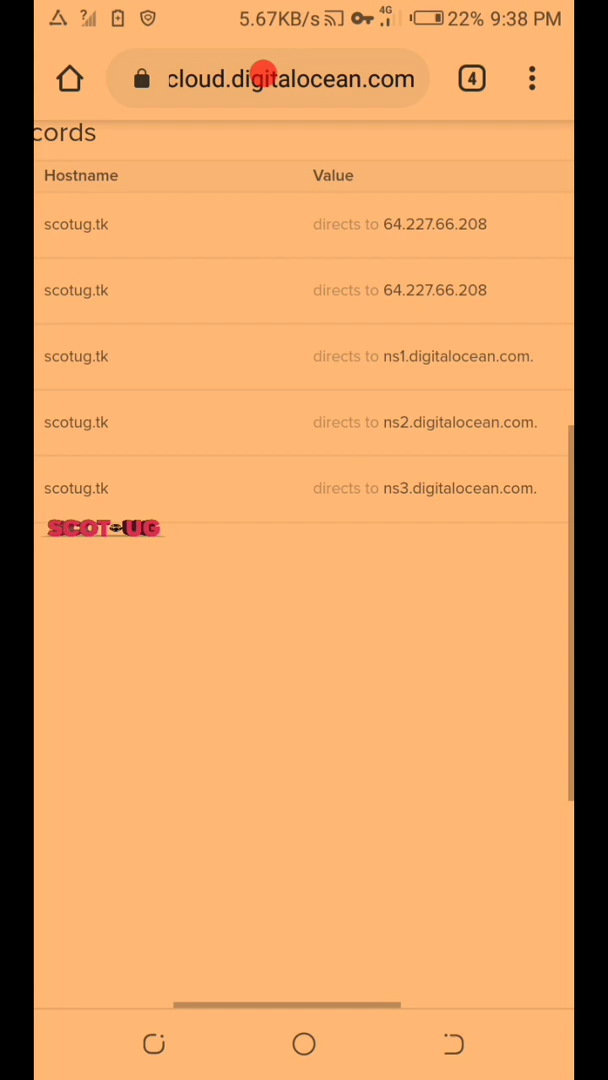 5.67KB/s 4G 22% 9:38 PM
cloud.digitalocean.com 4
cords
Hostname Value
scotug.tk directs to 64.227.66.208
scotug.tk directs to 64.227.66.208
scotug.tk directs to ns1.digitalocean.com.
scotug.tk directs to ns2.digitalocean.com.
scotug.tk directs to ns3.digitalocean.com.
SCOT UG